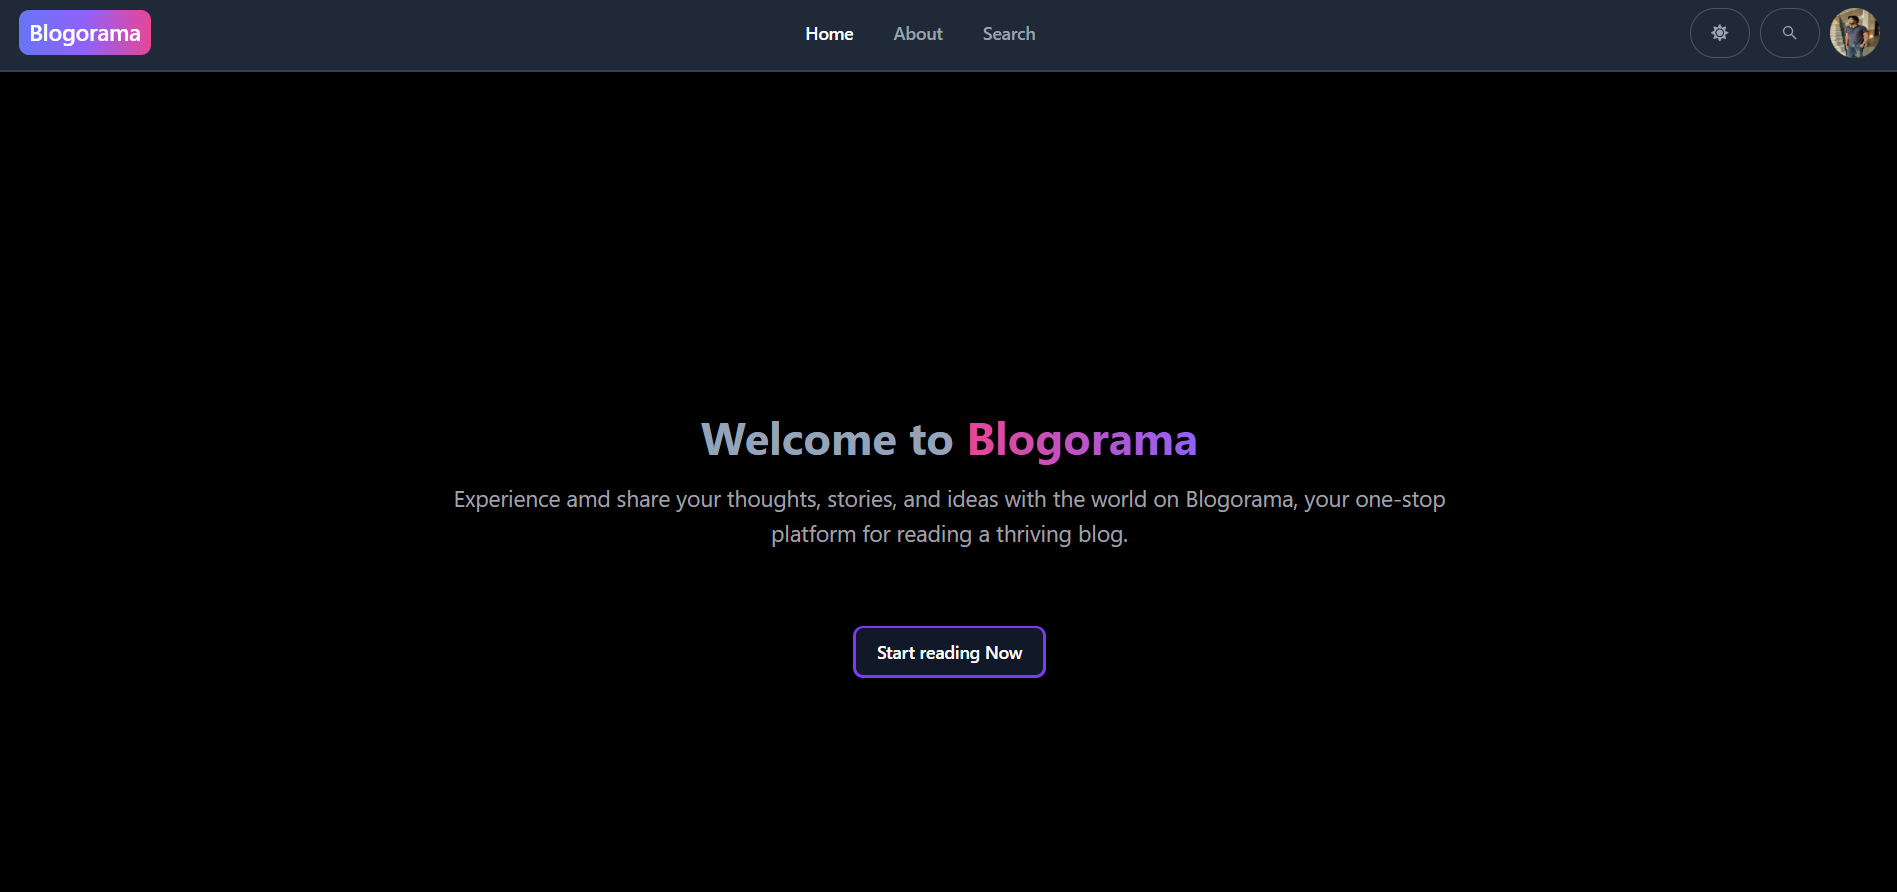 Blogorama
Home
About
Search
Welcome to Blogorama
Experience amd share your thoughts, stories, and ideas with the world on Blogorama, your one-stop
platform for reading a thriving blog.
Start reading Now